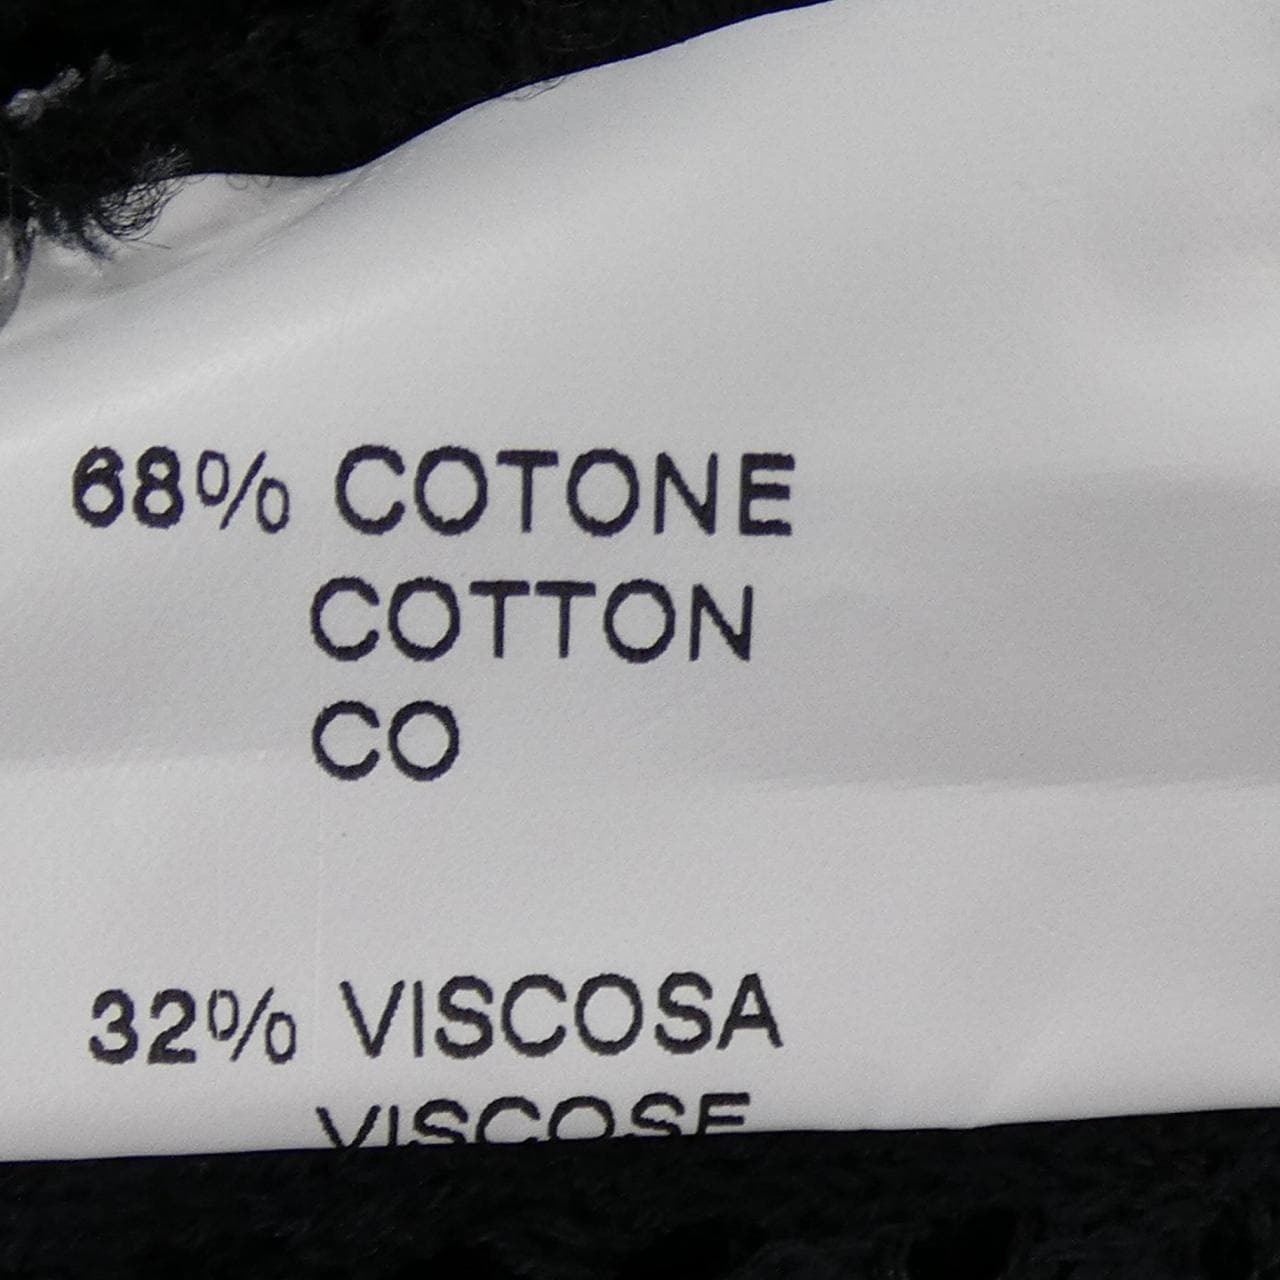 68% COTONE
COTTON
CO
32% VISCOSA
VISCOSE